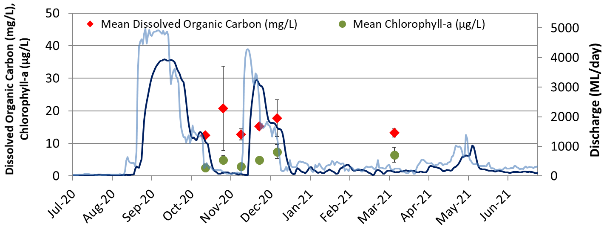 Mean Dissolved Organic Carbon (mg/L)
Mean Chlorophyll-a (µg/L)
Dissolved Organic Carbon (mg/L),
Chlorophyll-a (µg/L)
50
40
30
20
10
0
5000
4000
3000
2000
1000
0
Discharge (ML/day)
Jul-20
Aug-20
Sep-20
Oct-20
Nov-20
Dec-20
Jan-21
Feb-21
Mar-21
Apr-21
May-21
Jun-21